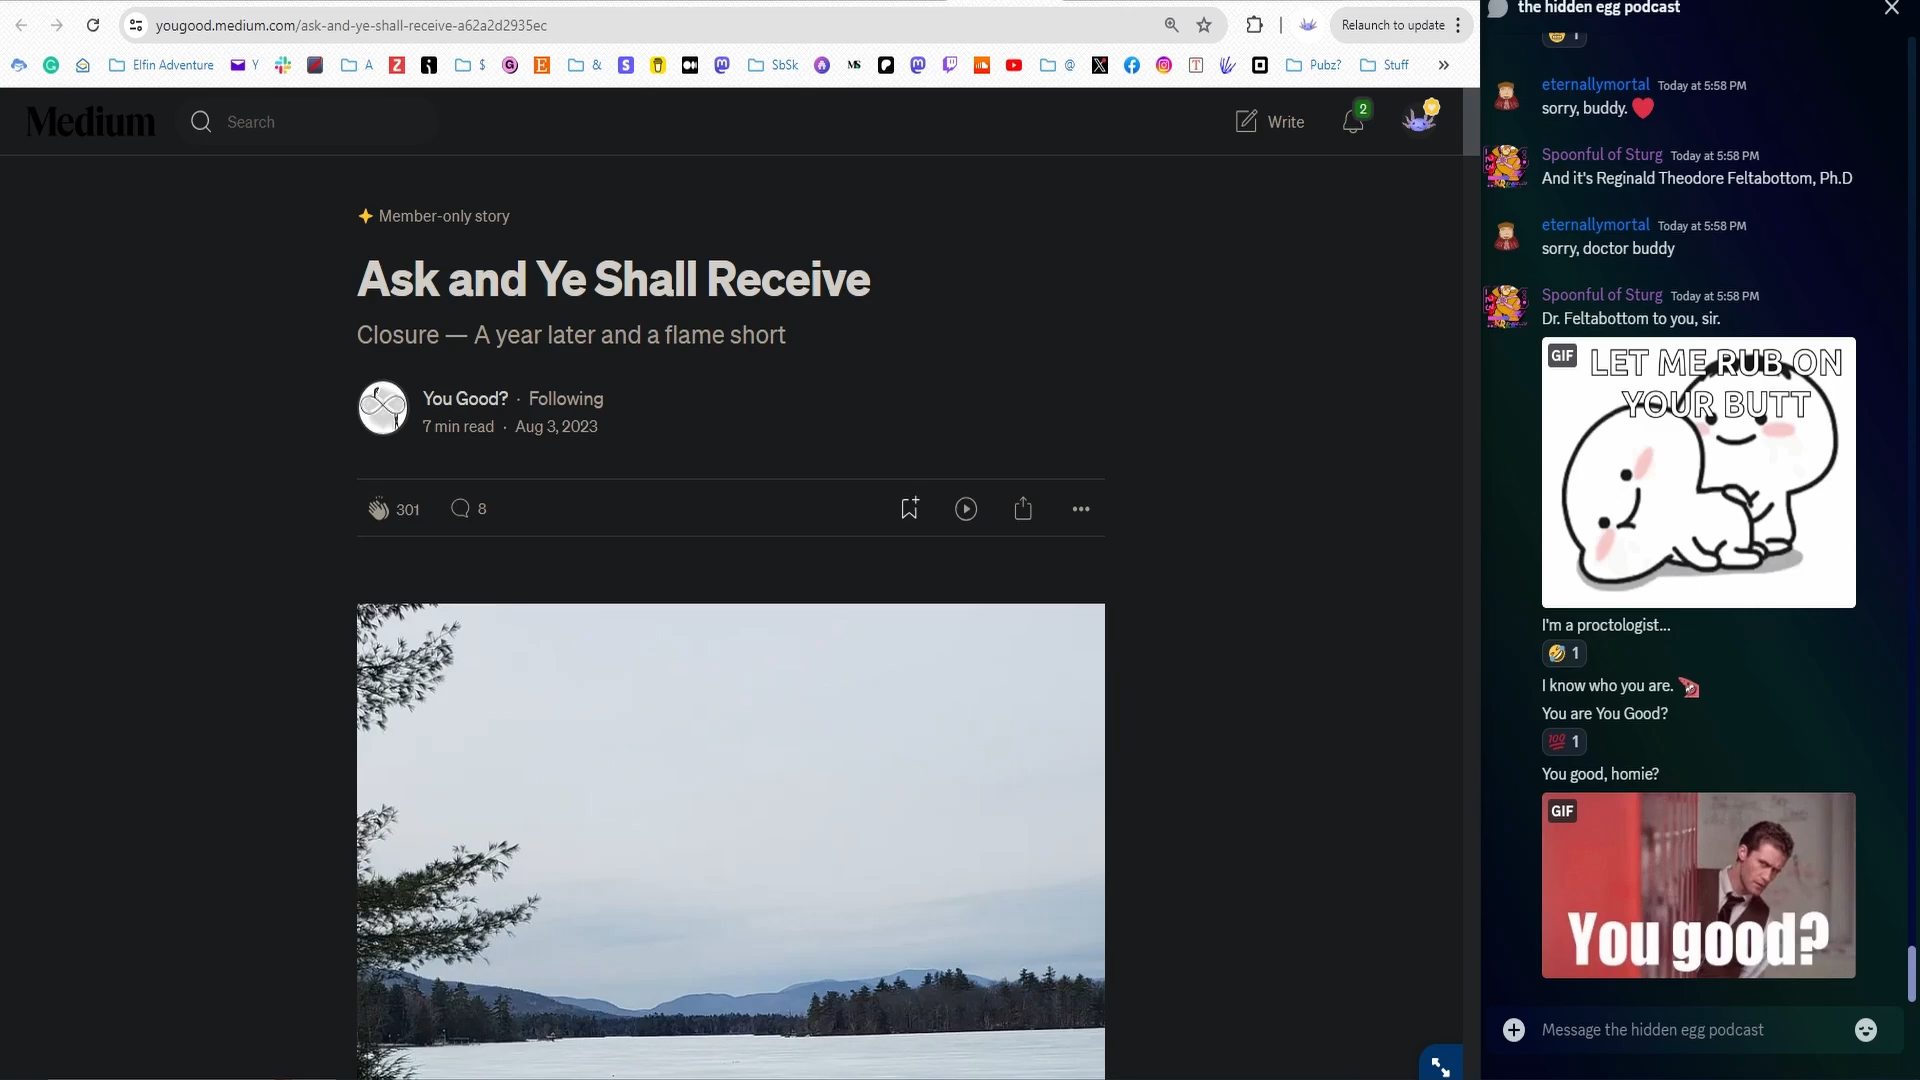 yougood.medium.com/ask-and-ye-shall-receive-a62a2d2935ec
Relaunch to update
Elfin Adventure
Y
A
$
&
SbSk
@
Pubz?
Stuff
Medium
Search
Write
2
Member-only story
Ask and Ye Shall Receive
Closure — A year later and a flame short
You Good? · Following
7 min read · Aug 3, 2023
301
8
the hidden egg podcast
1
eternallymortal Today at 5:58 PM
sorry, buddy.
Spoonful of Sturg Today at 5:58 PM
And it's Reginald Theodore Feltabottom, Ph.D
eternallymortal Today at 5:58 PM
sorry, doctor buddy
Spoonful of Sturg Today at 5:58 PM
Dr. Feltabottom to you, sir.
GIF
LET ME RUB ON
YOUR BUTT
I'm a proctologist...
1
I know who you are.
You are You Good?
100 1
You good, homie?
GIF
You good?
Message the hidden egg podcast